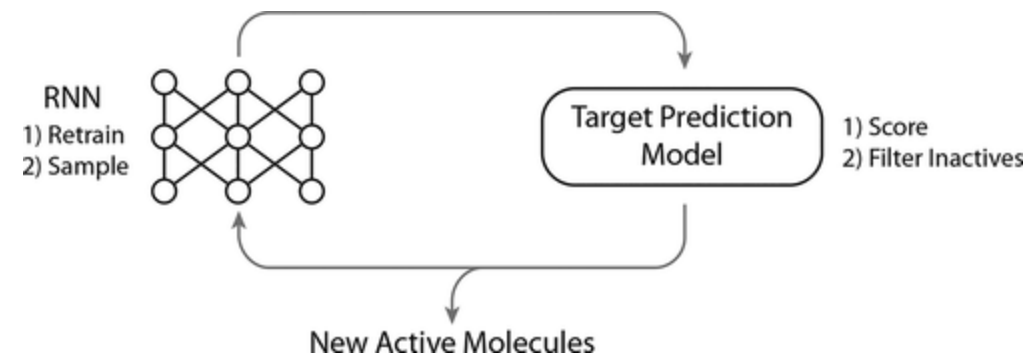 RNN
1) Retrain
2) Sample
Target Prediction
Model
1) Score
2) Filter Inactives
New Active Molecules